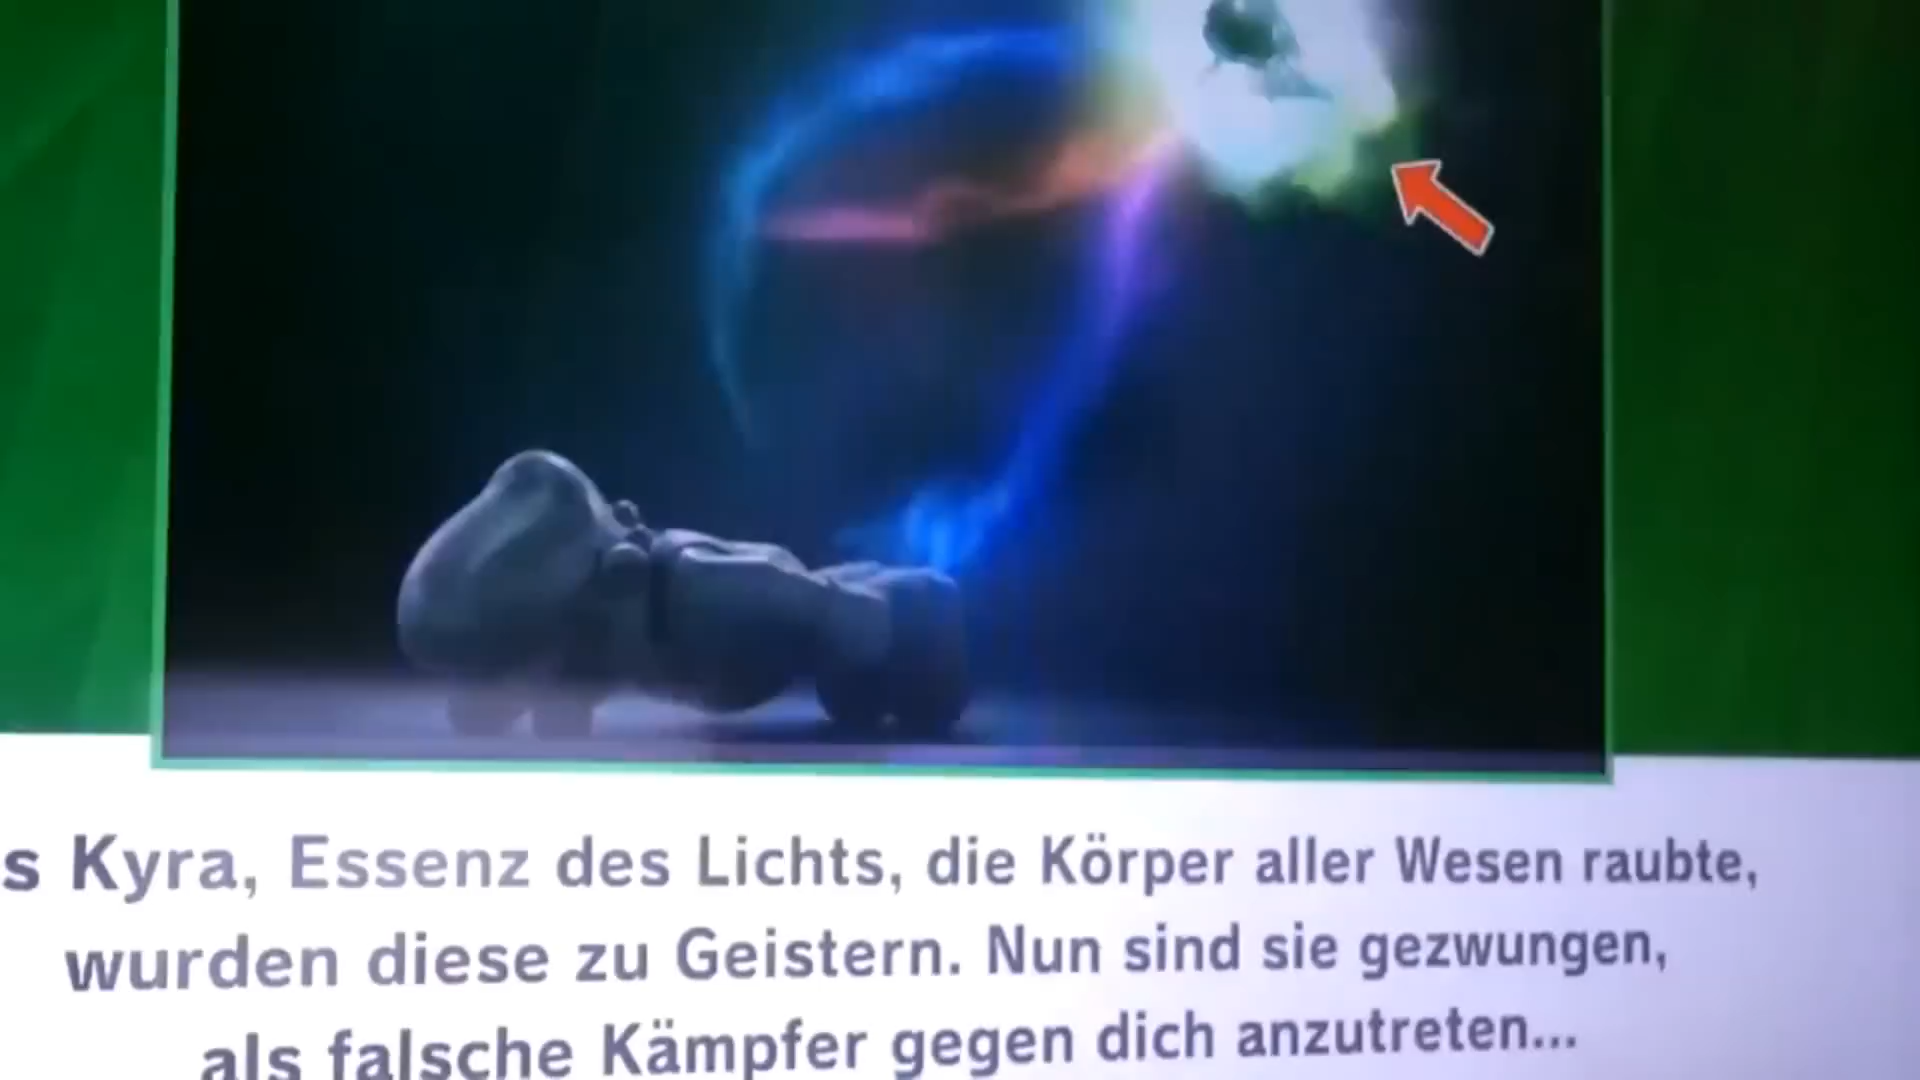 s Kyra, Essenz des Lichts, die Körper aller Wesen raubte,
wurden diese zu Geistern. Nun sind sie gezwungen,
als falsche Kämpfer gegen dich anzutreten...